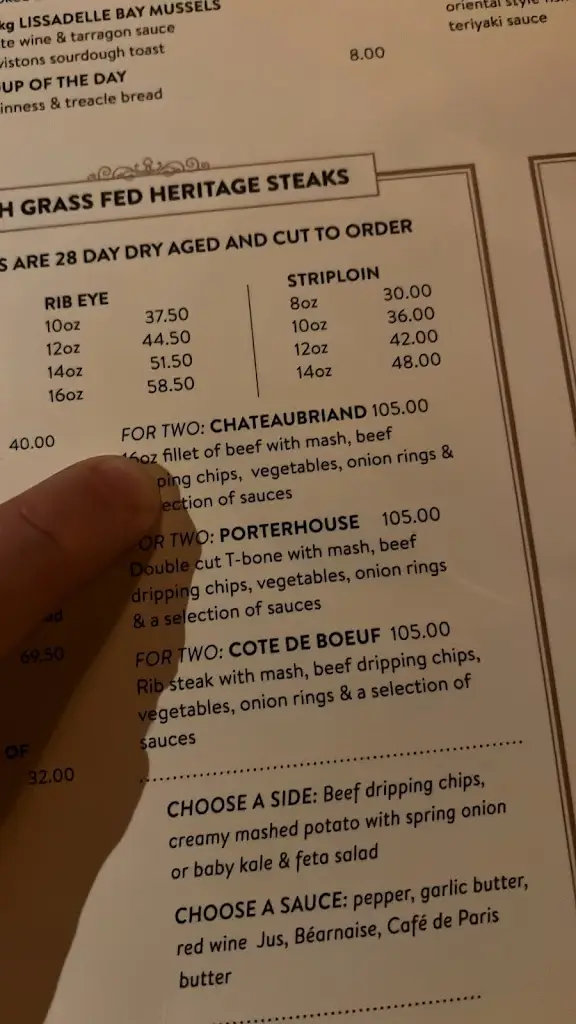 kg LISSADELLE BAY MUSSELS
te wine & tarragon sauce
vistons sourdough toast
UP OF THE DAY
inness & treacle bread
8.00
oriental style
teriyaki sauce
H GRASS FED HERITAGE STEAKS
S ARE 28 DAY DRY AGED AND CUT TO ORDER
RIB EYE
10oz 37.50
12oz 44.50
14oz 51.50
16oz 58.50
STRIPLOIN
8oz 30.00
10oz 36.00
12oz 42.00
14oz 48.00
40.00
FOR TWO: CHATEAUBRIAND 105.00
16oz fillet of beef with mash, beef
ping chips, vegetables, onion rings &
ection of sauces
OR TWO: PORTERHOUSE 105.00
Double cut T-bone with mash, beef
dripping chips, vegetables, onion rings
& a selection of sauces
FOR TWO: COTE DE BOEUF 105.00
Rib steak with mash, beef dripping chips,
vegetables, onion rings & a selection of
sauces
ad
69.50
OF
32.00
CHOOSE A SIDE: Beef dripping chips,
creamy mashed potato with spring onion
or baby kale & feta salad
CHOOSE A SAUCE: pepper, garlic butter,
red wine Jus, Béarnaise, Café de Paris
butter